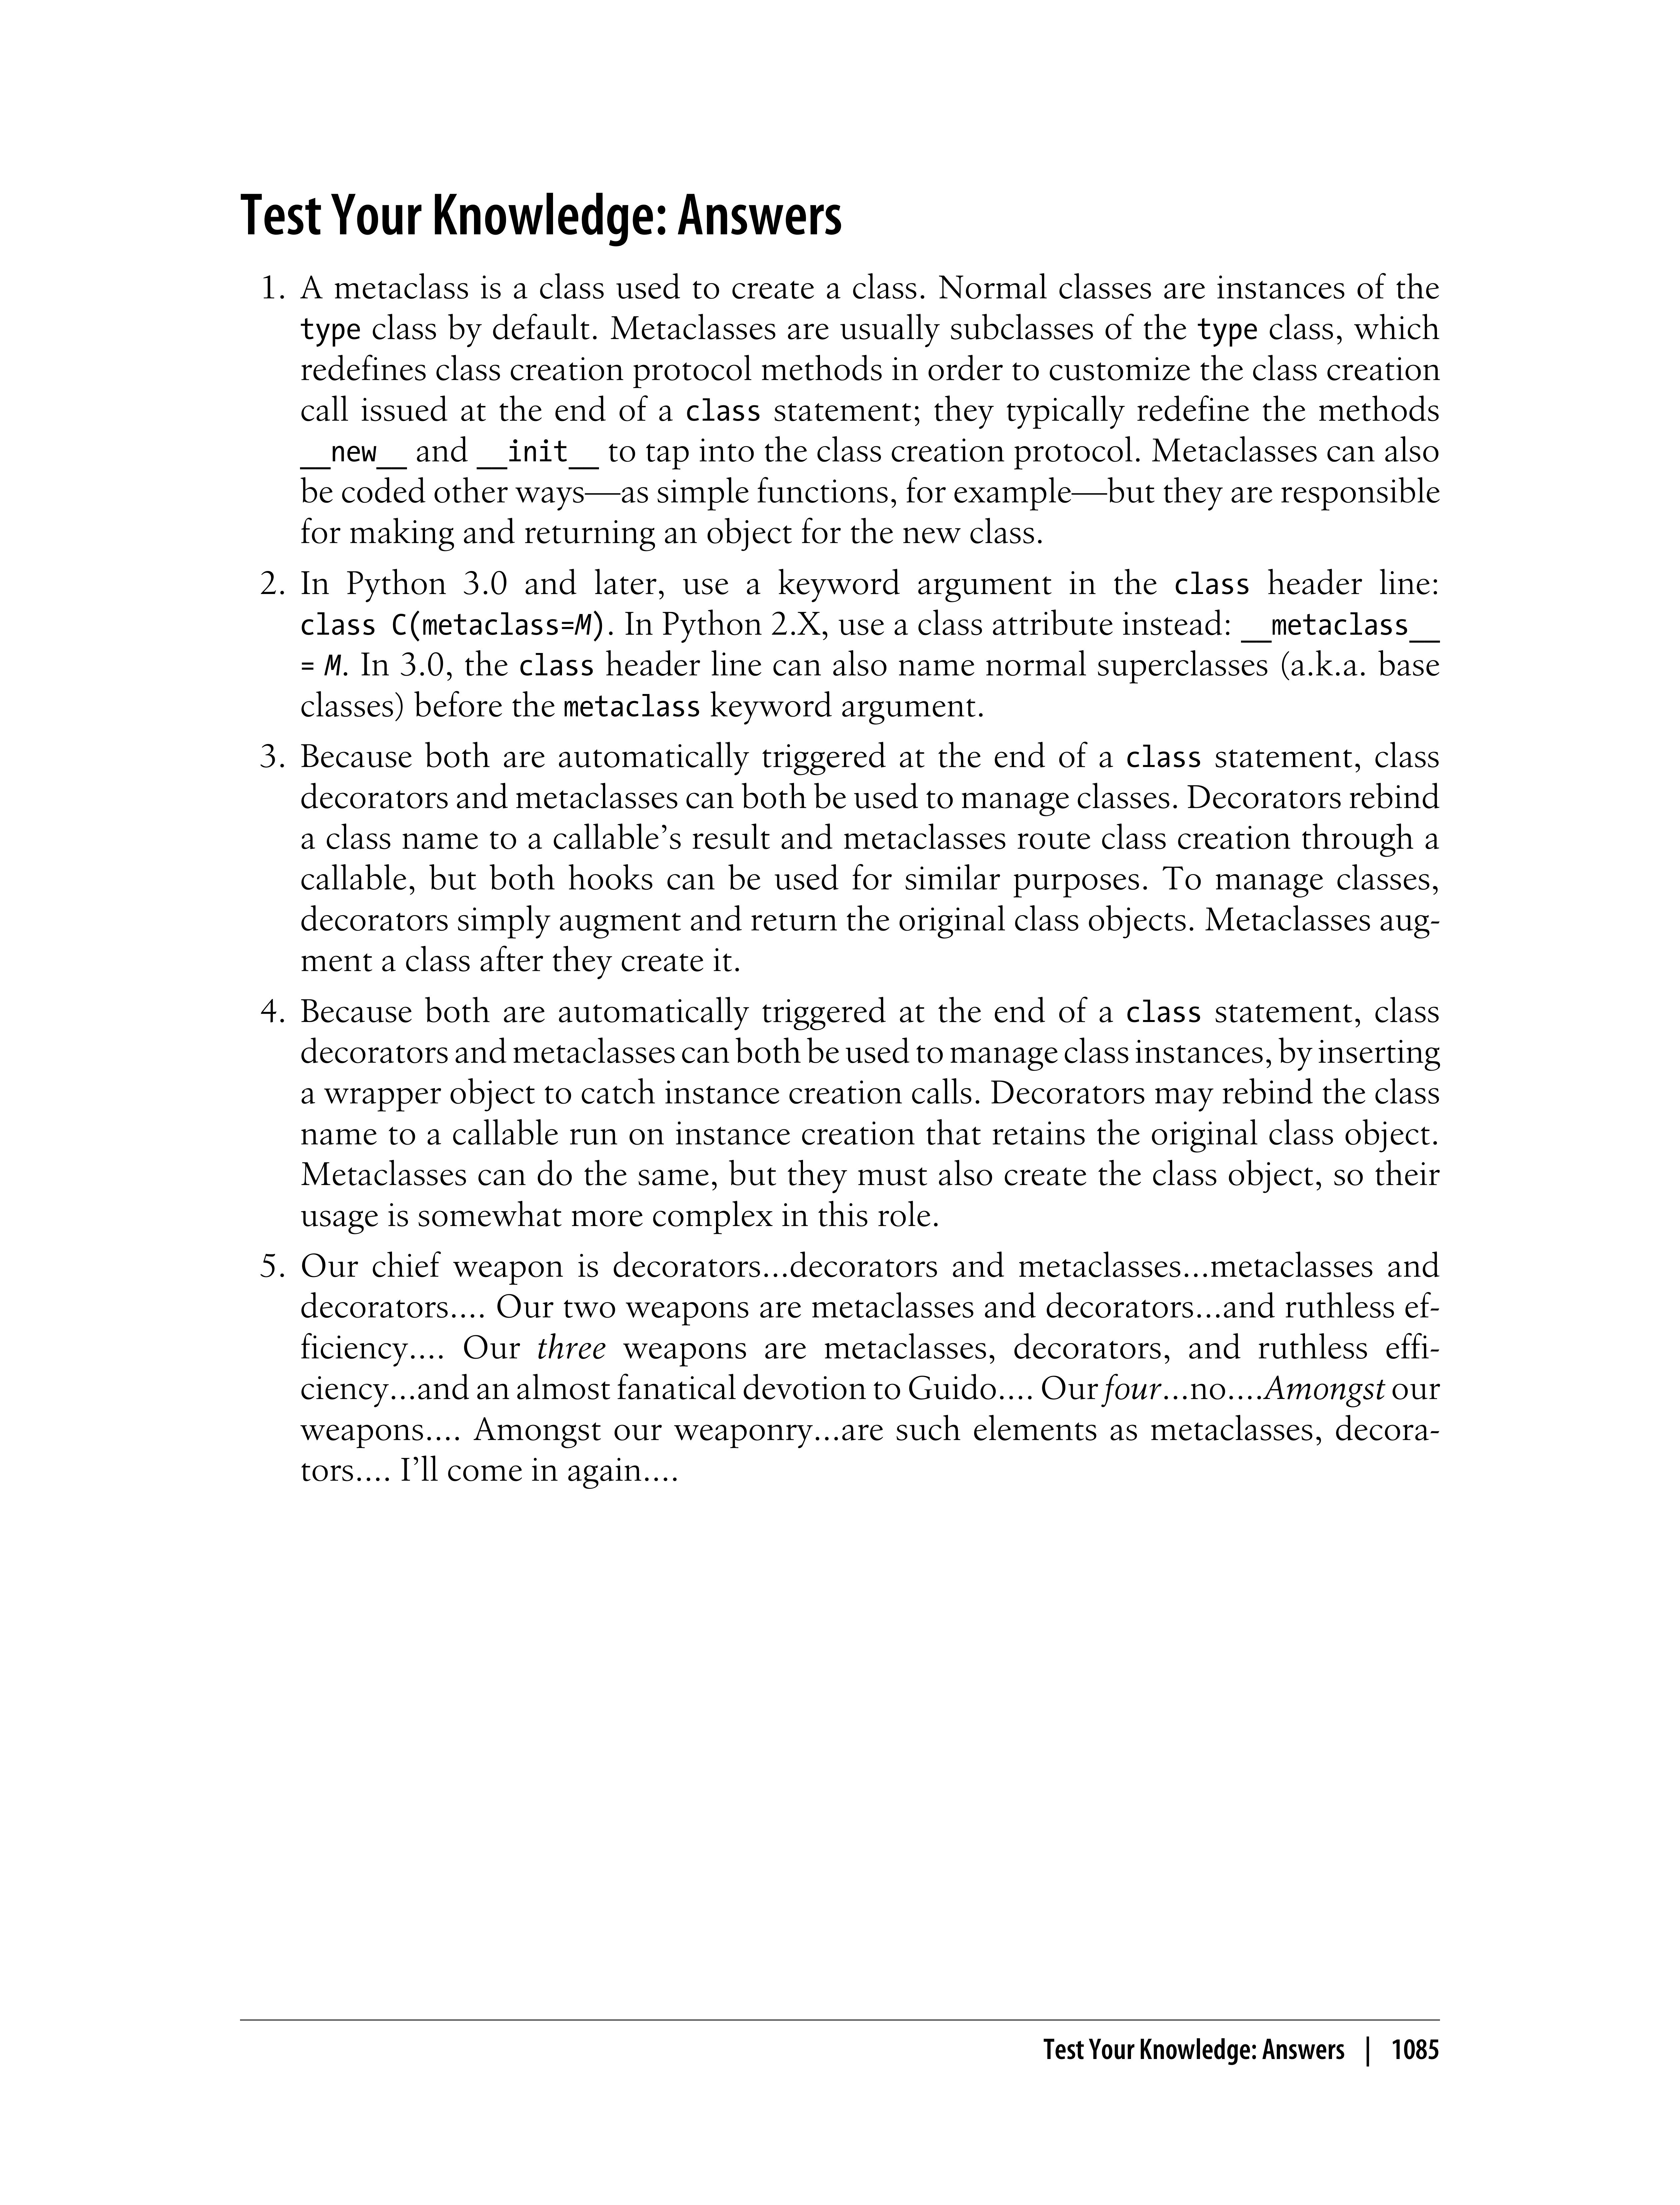 Test Your Knowledge: Answers
1. A metaclass is a class used to create a class. Normal classes are instances of the
type class by default. Metaclasses are usually subclasses of the type class, which
redefines class creation protocol methods in order to customize the class creation
call issued at the end of a class statement; they typically redefine the methods
__new__ and __init__ to tap into the class creation protocol. Metaclasses can also
be coded other ways—as simple functions, for example—but they are responsible
for making and returning an object for the new class.
2. In Python 3.0 and later, use a keyword argument in the class header line:
class C(metaclass=M). In Python 2.X, use a class attribute instead: __metaclass__
= M. In 3.0, the class header line can also name normal superclasses (a.k.a. base
classes) before the metaclass keyword argument.
3. Because both are automatically triggered at the end of a class statement, class
decorators and metaclasses can both be used to manage classes. Decorators rebind
a class name to a callable’s result and metaclasses route class creation through a
callable, but both hooks can be used for similar purposes. To manage classes,
decorators simply augment and return the original class objects. Metaclasses aug-
ment a class after they create it.
4. Because both are automatically triggered at the end of a class statement, class
decorators and metaclasses can both be used to manage class instances, by inserting
a wrapper object to catch instance creation calls. Decorators may rebind the class
name to a callable run on instance creation that retains the original class object.
Metaclasses can do the same, but they must also create the class object, so their
usage is somewhat more complex in this role.
5. Our chief weapon is decorators...decorators and metaclasses...metaclasses and
decorators.... Our two weapons are metaclasses and decorators...and ruthless ef-
ficiency.... Our three weapons are metaclasses, decorators, and ruthless effi-
ciency...and an almost fanatical devotion to Guido.... Our four...no....Amongst our
weapons.... Amongst our weaponry...are such elements as metaclasses, decora-
tors.... I’ll come in again....
Test Your Knowledge: Answers | 1085